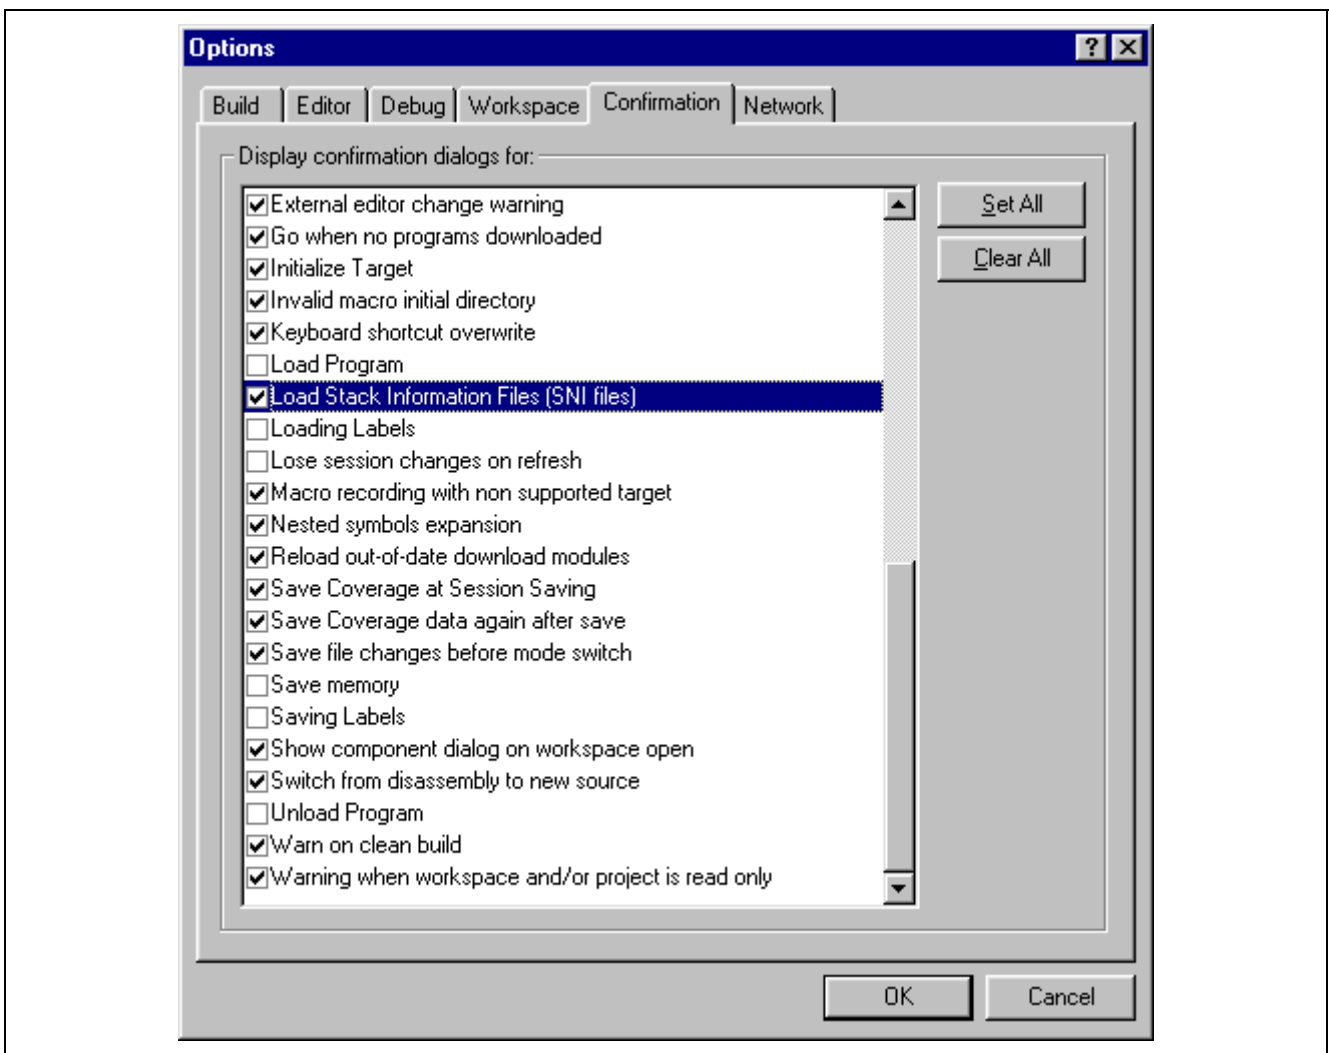 Options
Build Editor Debug Workspace Confirmation Network
Display confirmation dialogs for:
External editor change warning
Set All
Go when no programs downloaded
Clear All
Initialize Target
Invalid macro initial directory
Keyboard shortcut overwrite
Load Program
Load Stack Information Files (SNI files)
Loading Labels
Lose session changes on refresh
Macro recording with non supported target
Nested symbols expansion
Reload out-of-date download modules
Save Coverage at Session Saving
Save Coverage data again after save
Save file changes before mode switch
Save memory
Saving Labels
Show component dialog on workspace open
Switch from disassembly to new source
Unload Program
Warn on clean build
Warning when workspace and/or project is read only
OK Cancel